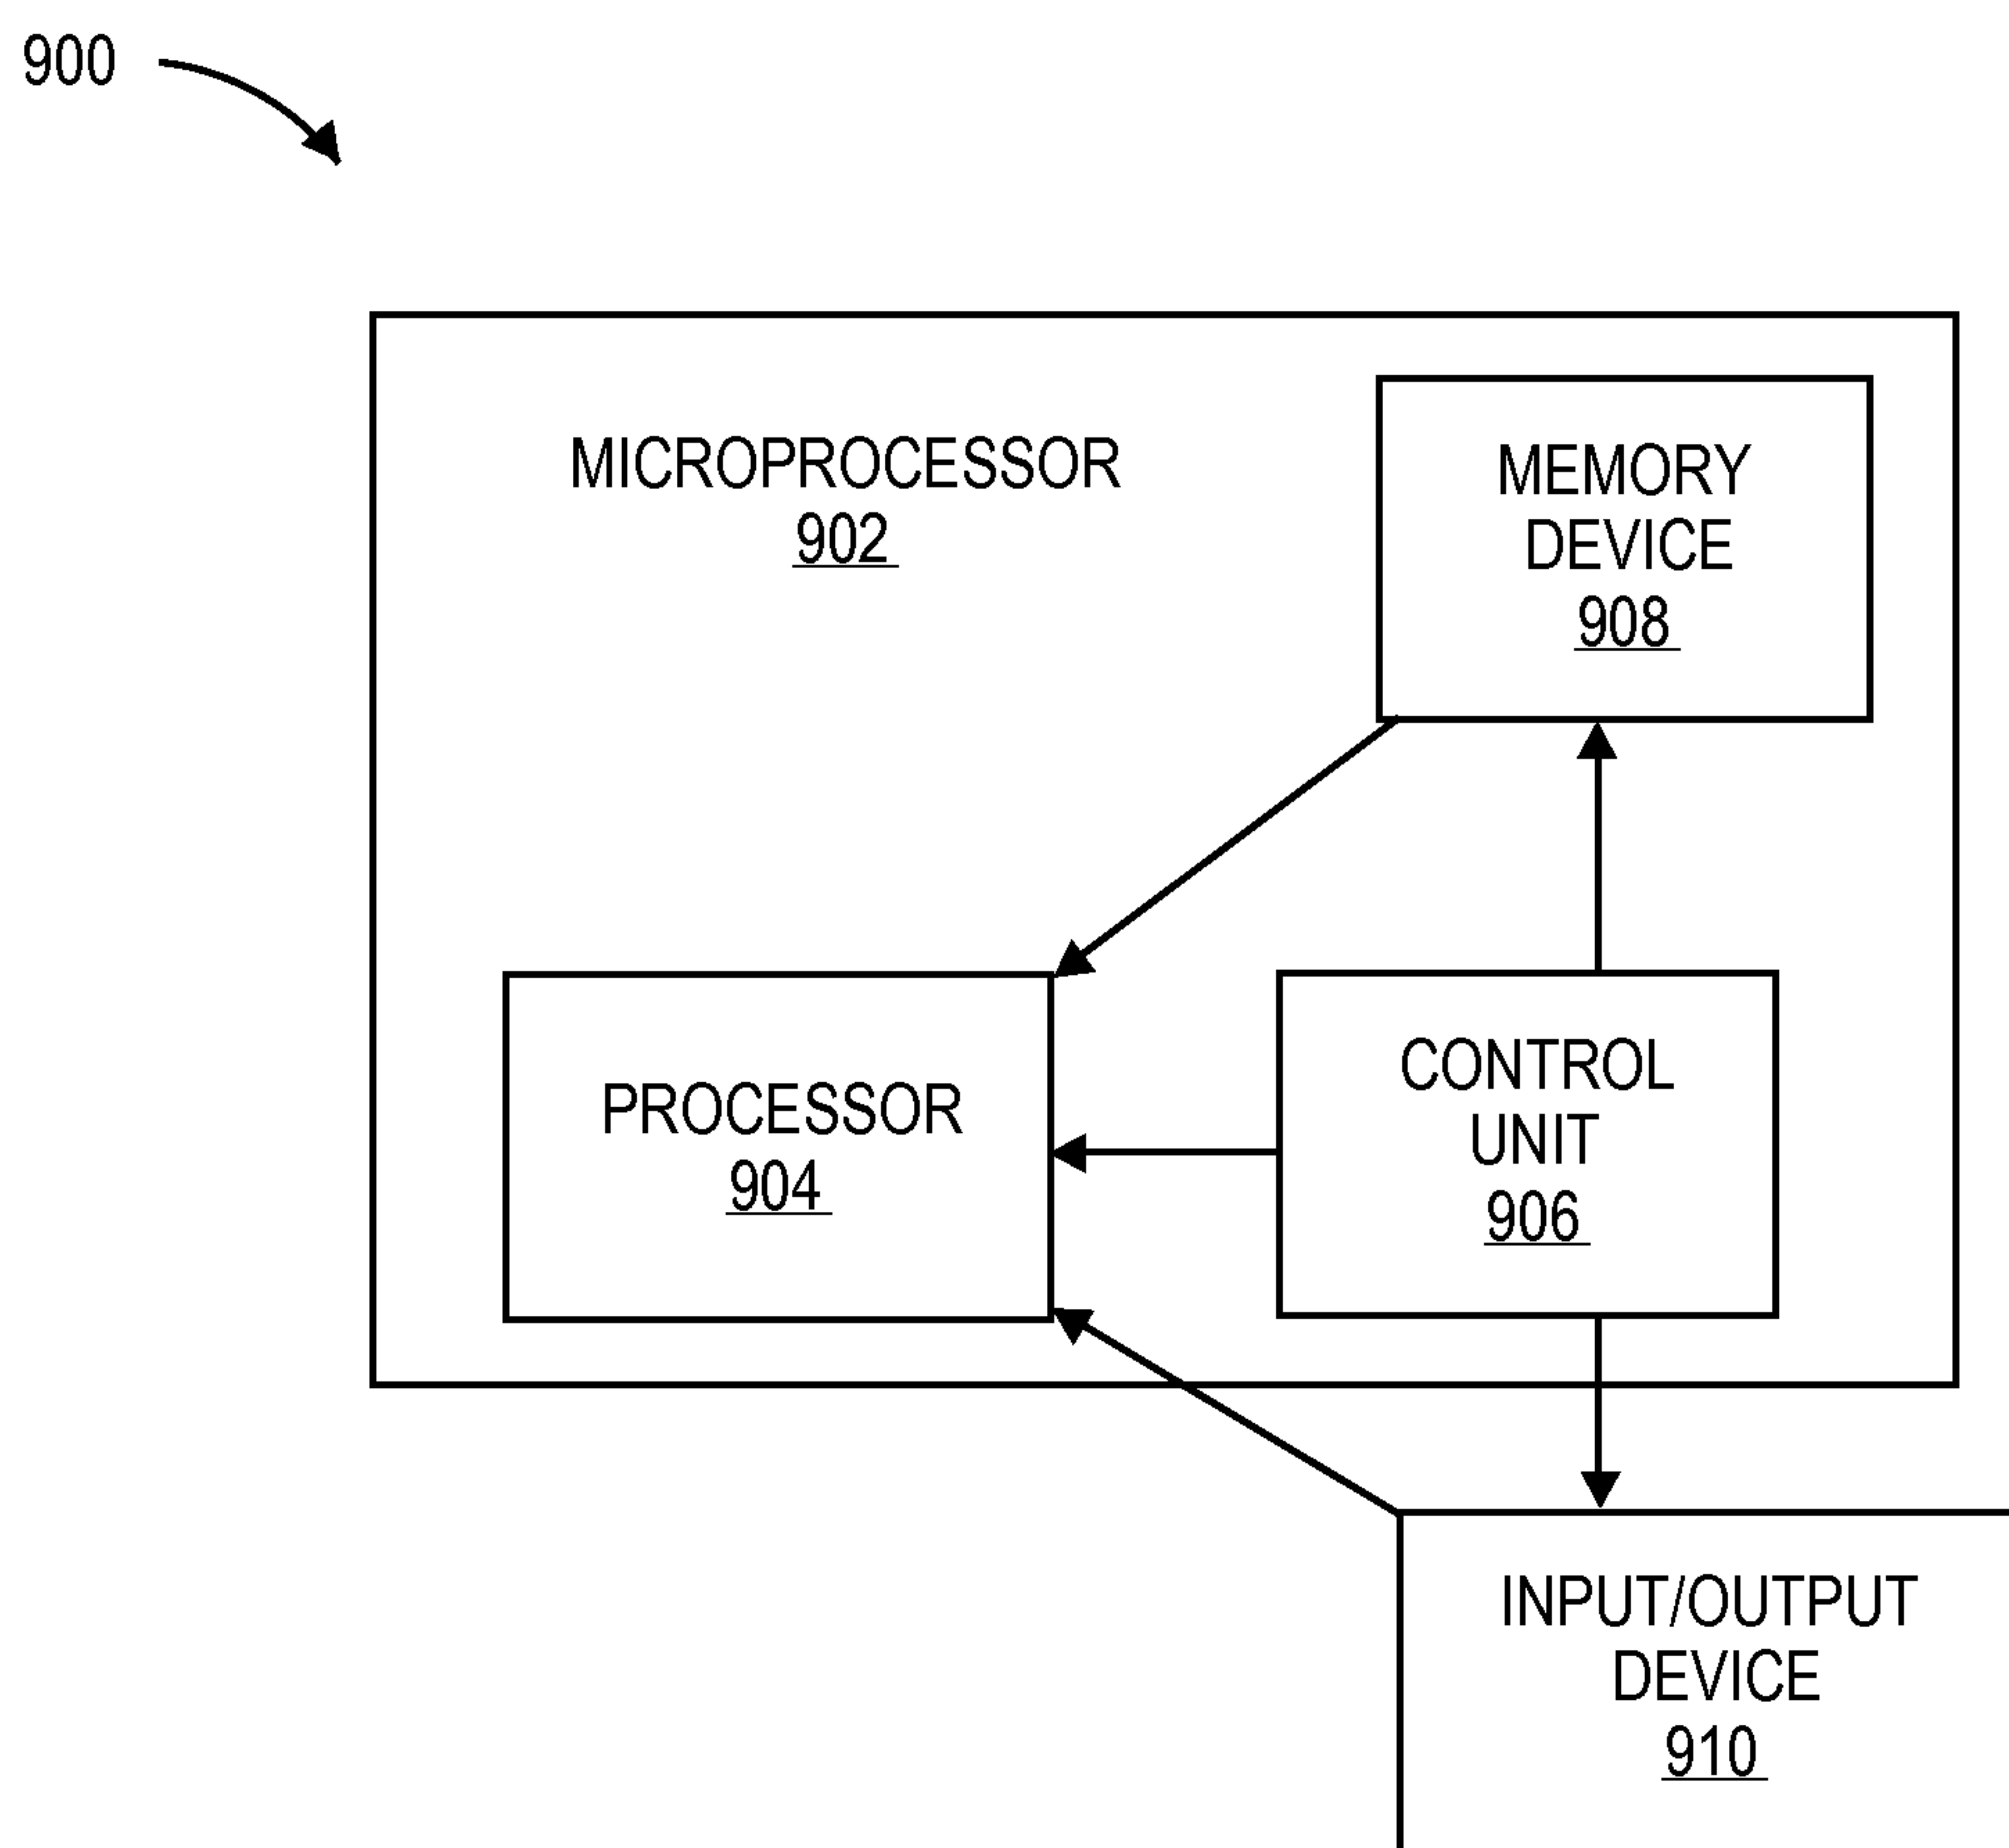 900
MICROPROCESSOR
902
MEMORY
DEVICE
908
PROCESSOR
904
CONTROL
UNIT
906
INPUT/OUTPUT
DEVICE
910